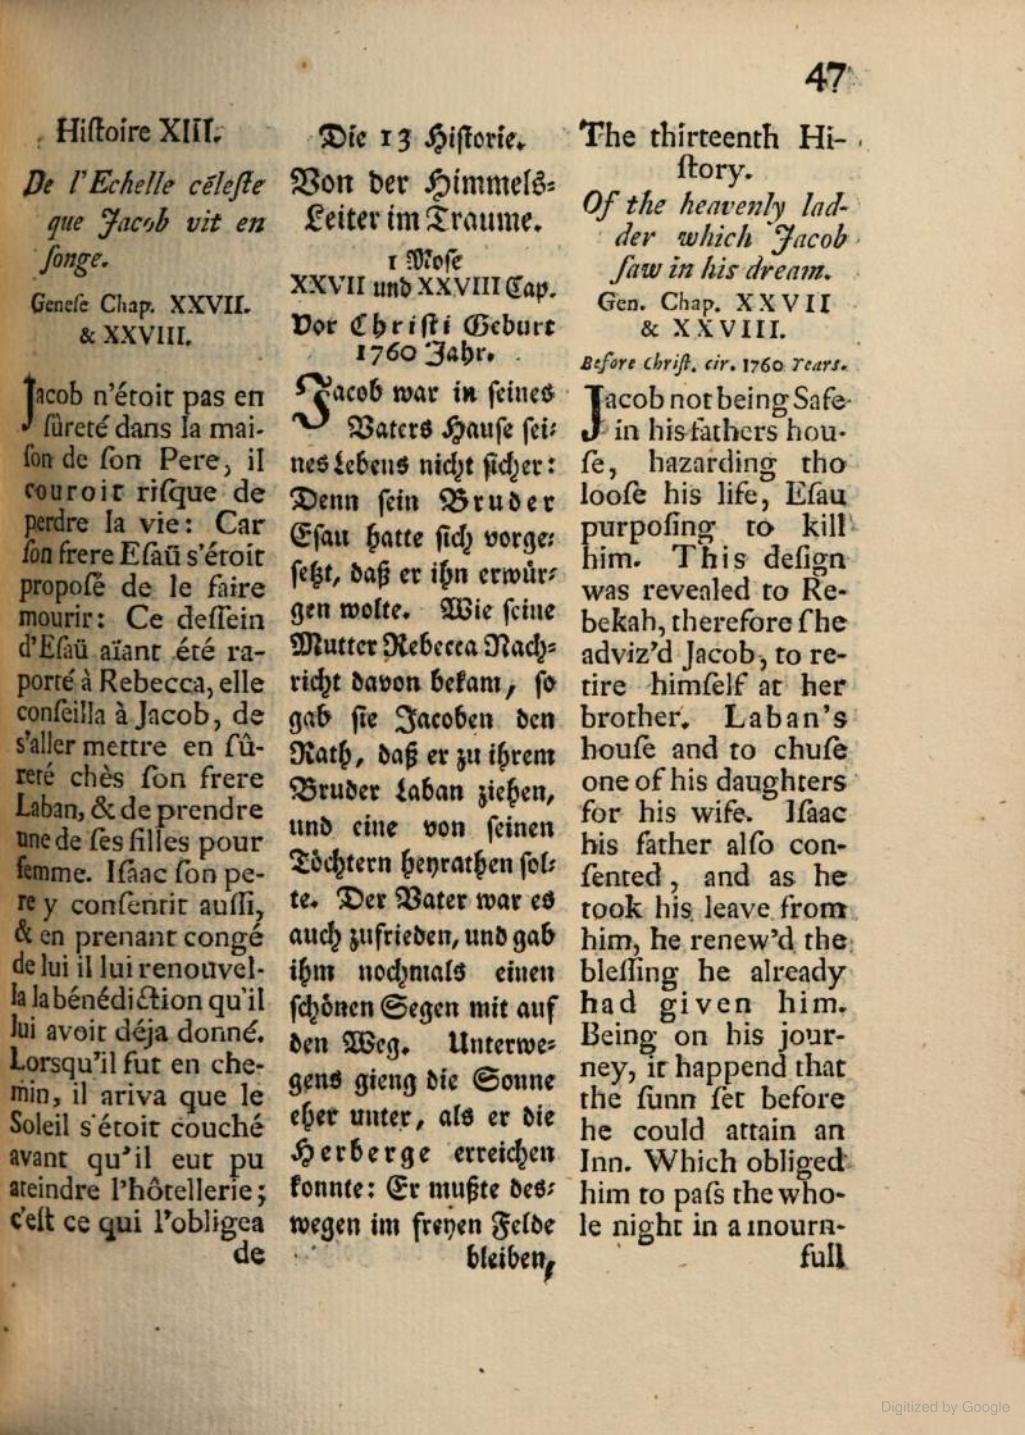 47
Hiſtoire XIII.
De l'Echelle céleſte
que Jacob vit en
ſonge.
Geneſe Chap. XXVII.
& XXVIII.
Jacob n'étoit pas en
ſûreté dans la mai-
ſon de ſon Pere, il
couroit riſque de
perdre la vie: Car
ſon frere Eſaü s'étoit
propoſé de le faire
mourir: Ce deſſein
d'Eſaü aïant été ra-
porté à Rebecca, elle
conſeilla à Jacob, de
s'aller mettre en ſû-
reté chès ſon frere
Laban, & de prendre
une de ſes filles pour
femme. Iſaac ſon pe-
re y conſentit auſſi,
& en prenant congé
de lui il lui renouvel-
la la bénédiction qu'il
lui avoit déja donné.
Lorsqu'il fut en che-
min, il ariva que le
Soleil s'étoit couché
avant qu'il eut pu
ateindre l'hôtellerie;
c'eſt ce qui l'obligea
de
Die 13 Hiſtorie.
Von der Himmels-
Leiter im Traume.
1 Moſe
XXVII und XXVIII Cap.
Vor Chriſti Geburt
1760 Jahr.
Jacob war in ſeines
Vaters Hauſe ſei-
nes Lebens nicht ſicher:
Denn ſein Bruder
Eſau hatte ſich vorge-
ſetzt, daß er ihn erwür-
gen wolte. Wie ſeine
Mutter Rebecca Nach-
richt davon bekam, ſo
gab ſie Jacoben den
Rath, daß er zu ihrem
Bruder Laban ziehen,
und eine von ſeinen
Töchtern heyrathen ſol-
te. Der Vater war es
auch zufrieden, und gab
ihm nochmals einen
ſchönen Segen mit auf
den Weg. Unterwe-
gens gieng die Sonne
eher unter, als er die
Herberge erreichen
konnte: Er mußte des-
wegen im freyen Felde
bleiben,
The thirteenth Hi-
ſtory.
Of the heavenly lad-
der which Jacob
ſaw in his dream.
Gen. Chap. XXVII
& XXVIII.
Before Chriſt. cir. 1760 Years.
Jacob not being Safe
in his fathers hou-
ſe, hazarding tho
looſe his life, Eſau
purpoſing to kill
him. This deſign
was revealed to Re-
bekah, therefore ſhe
adviz'd Jacob, to re-
tire himſelf at her
brother. Laban's
houſe and to chuſe
one of his daughters
for his wife. Iſaac
his father alſo con-
ſented, and as he
took his leave from
him, he renew'd the
bleſſing he already
had given him.
Being on his jour-
ney, it happend that
the ſunn ſet before
he could attain an
Inn. Which obliged
him to paſs the who-
le night in a mourn-
full
Digitized by Google